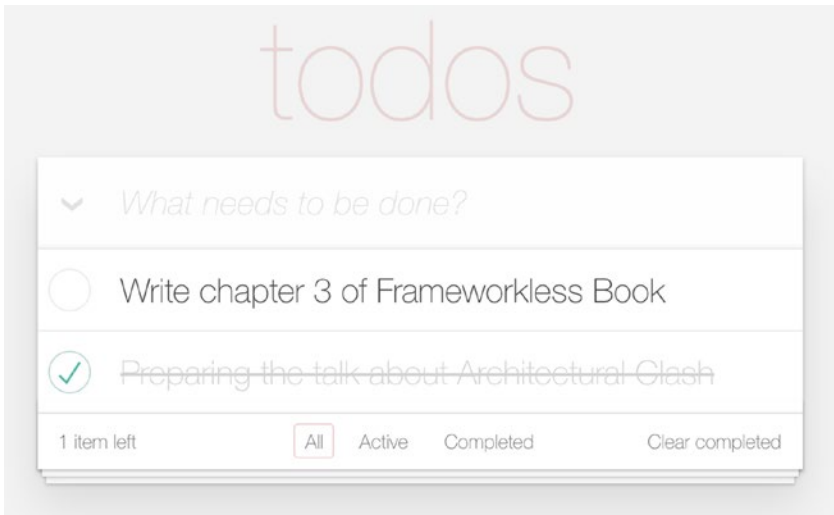 todos
What needs to be done?
Write chapter 3 of Frameworkless Book
Preparing the talk about Architectural Clash
1 item left All Active Completed Clear completed